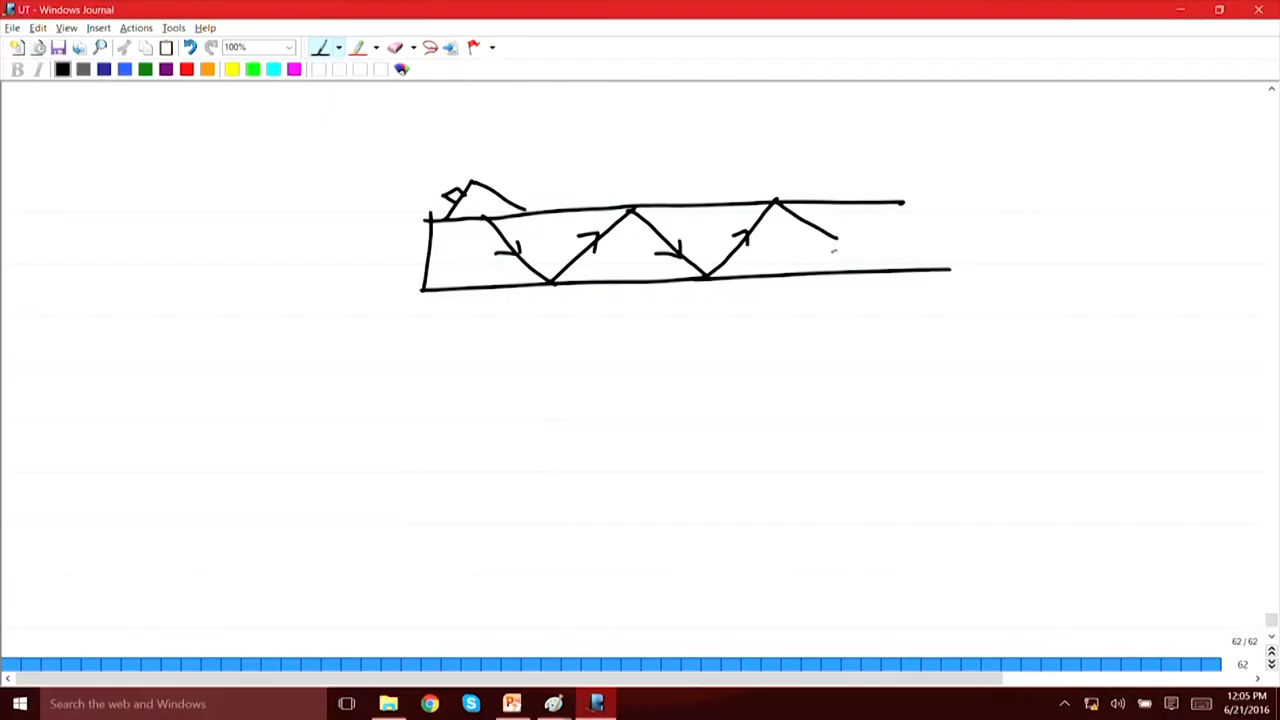 UT - Windows Journal
File Edit View Insert Actions Tools Help
100%
B I
62 / 62
62
Search the web and Windows
12:05 PM
6/21/2016